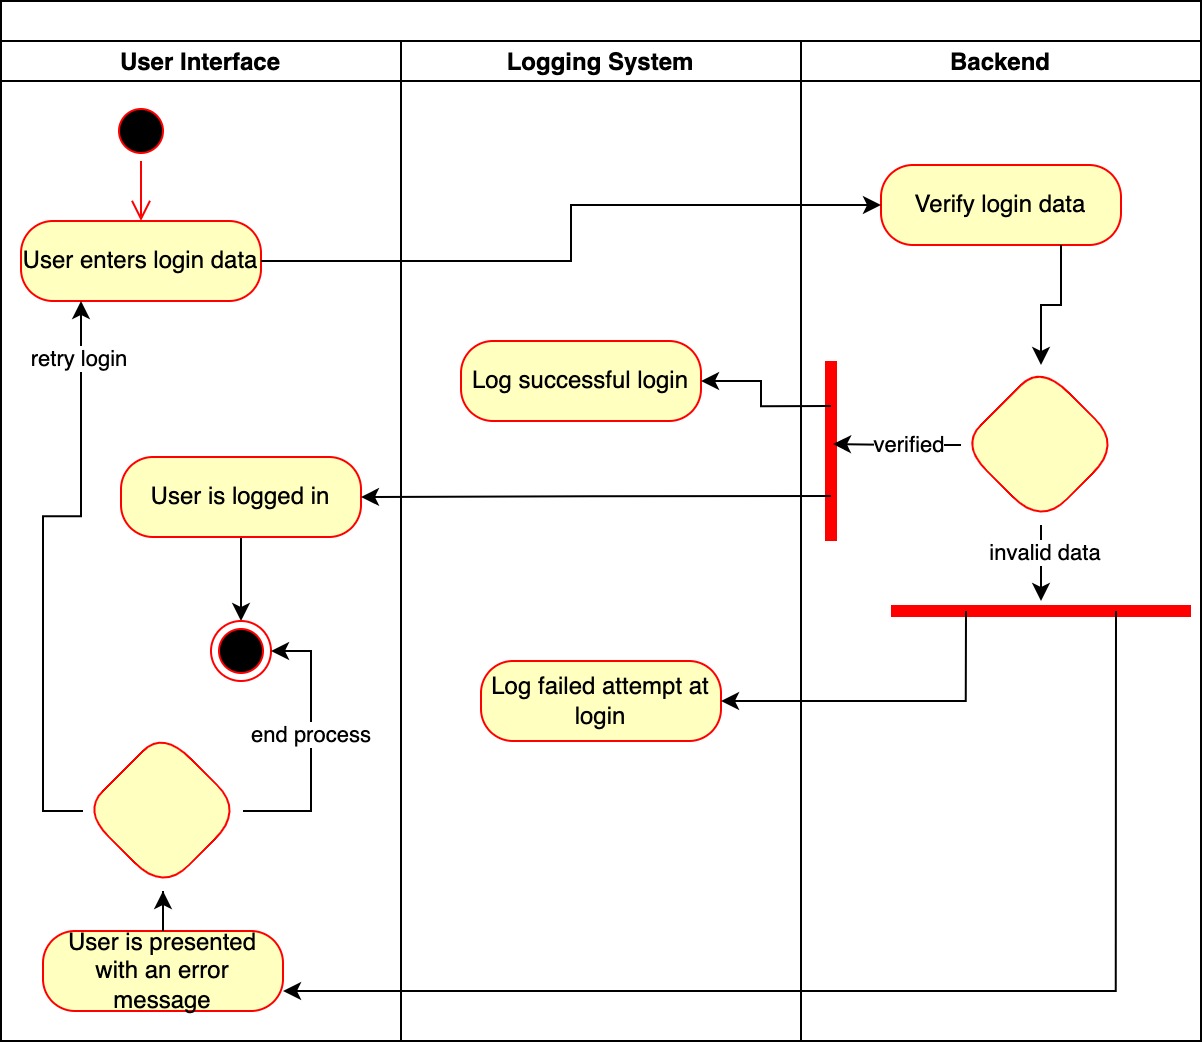 User Interface
Logging System
Backend
Verify login data
User enters login data
retry login
Log successful login
verified
User is logged in
invalid data
Log failed attempt at
login
end process
User is presented
with an error
message